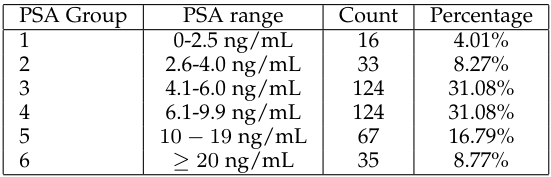 PSA Group PSA range Count Percentage
1 0-2.5 ng/mL 16 4.01%
2 2.6-4.0 ng/mL 33 8.27%
3 4.1-6.0 ng/mL 124 31.08%
4 6.1-9.9 ng/mL 124 31.08%
5 10 − 19 ng/mL 67 16.79%
6 ≥ 20 ng/mL 35 8.77%